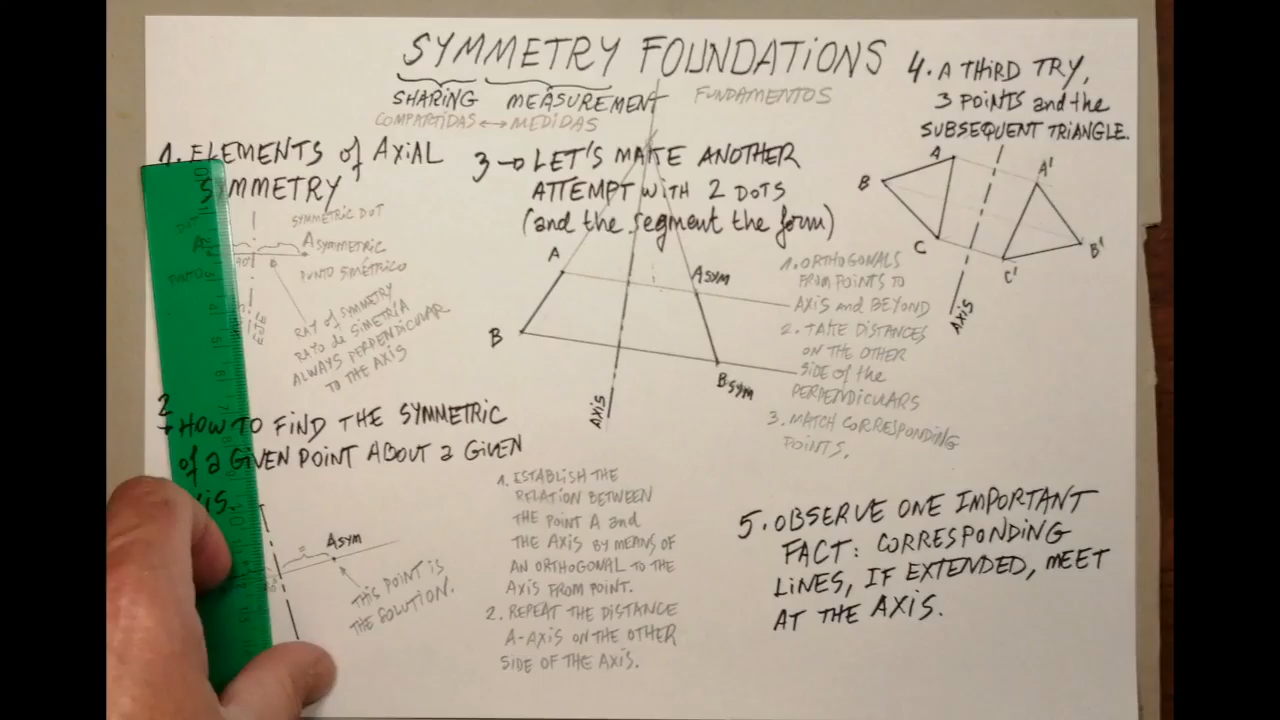 SYMMETRY FOUNDATIONS
SHARING MEASUREMENT FUNDAMENTOS
COMPARTIDAS ↔ MEDIDAS
1. ELEMENTS of AXIAL
SYMMETRY
SYMMETRIC DOT
A Asymmetric
PUNTO SIMÉTRICO
PUNTO
90°
EJE
RAY OF SYMMETRY
RAYO de SIMETRÍA
ALWAYS PERPENDICULAR
TO THE AXIS
2
→ HOW TO FIND THE SYMMETRIC
of a GIVEN POINT ABOUT a GIVEN
=
Asym
THIS POINT IS
THE SOLUTION.
1. ESTABLISH THE
RELATION BETWEEN
THE POINT A and
THE AXIS BY MEANS OF
AN ORTHOGONAL TO THE
AXIS FROM POINT.
2. REPEAT THE DISTANCE
A-AXIS ON THE OTHER
SIDE OF THE AXIS.
3 → LET'S MAKE ANOTHER
ATTEMPT WITH 2 DOTS
(and the segment the form)
A
ASYM
B
BSYM
AXIS
1. ORTHOGONALS
FROM POINTS TO
AXIS and BEYOND
2. TAKE DISTANCES
ON THE OTHER
SIDE of the
PERPENDICULARS
3. MATCH CORRESPONDING
POINTS.
4. A THIRD TRY,
3 POINTS and the
SUBSEQUENT TRIANGLE.
A
A'
B
B'
C
C'
AXIS
5. OBSERVE ONE IMPORTANT
FACT: CORRESPONDING
LINES, IF EXTENDED, MEET
AT THE AXIS.